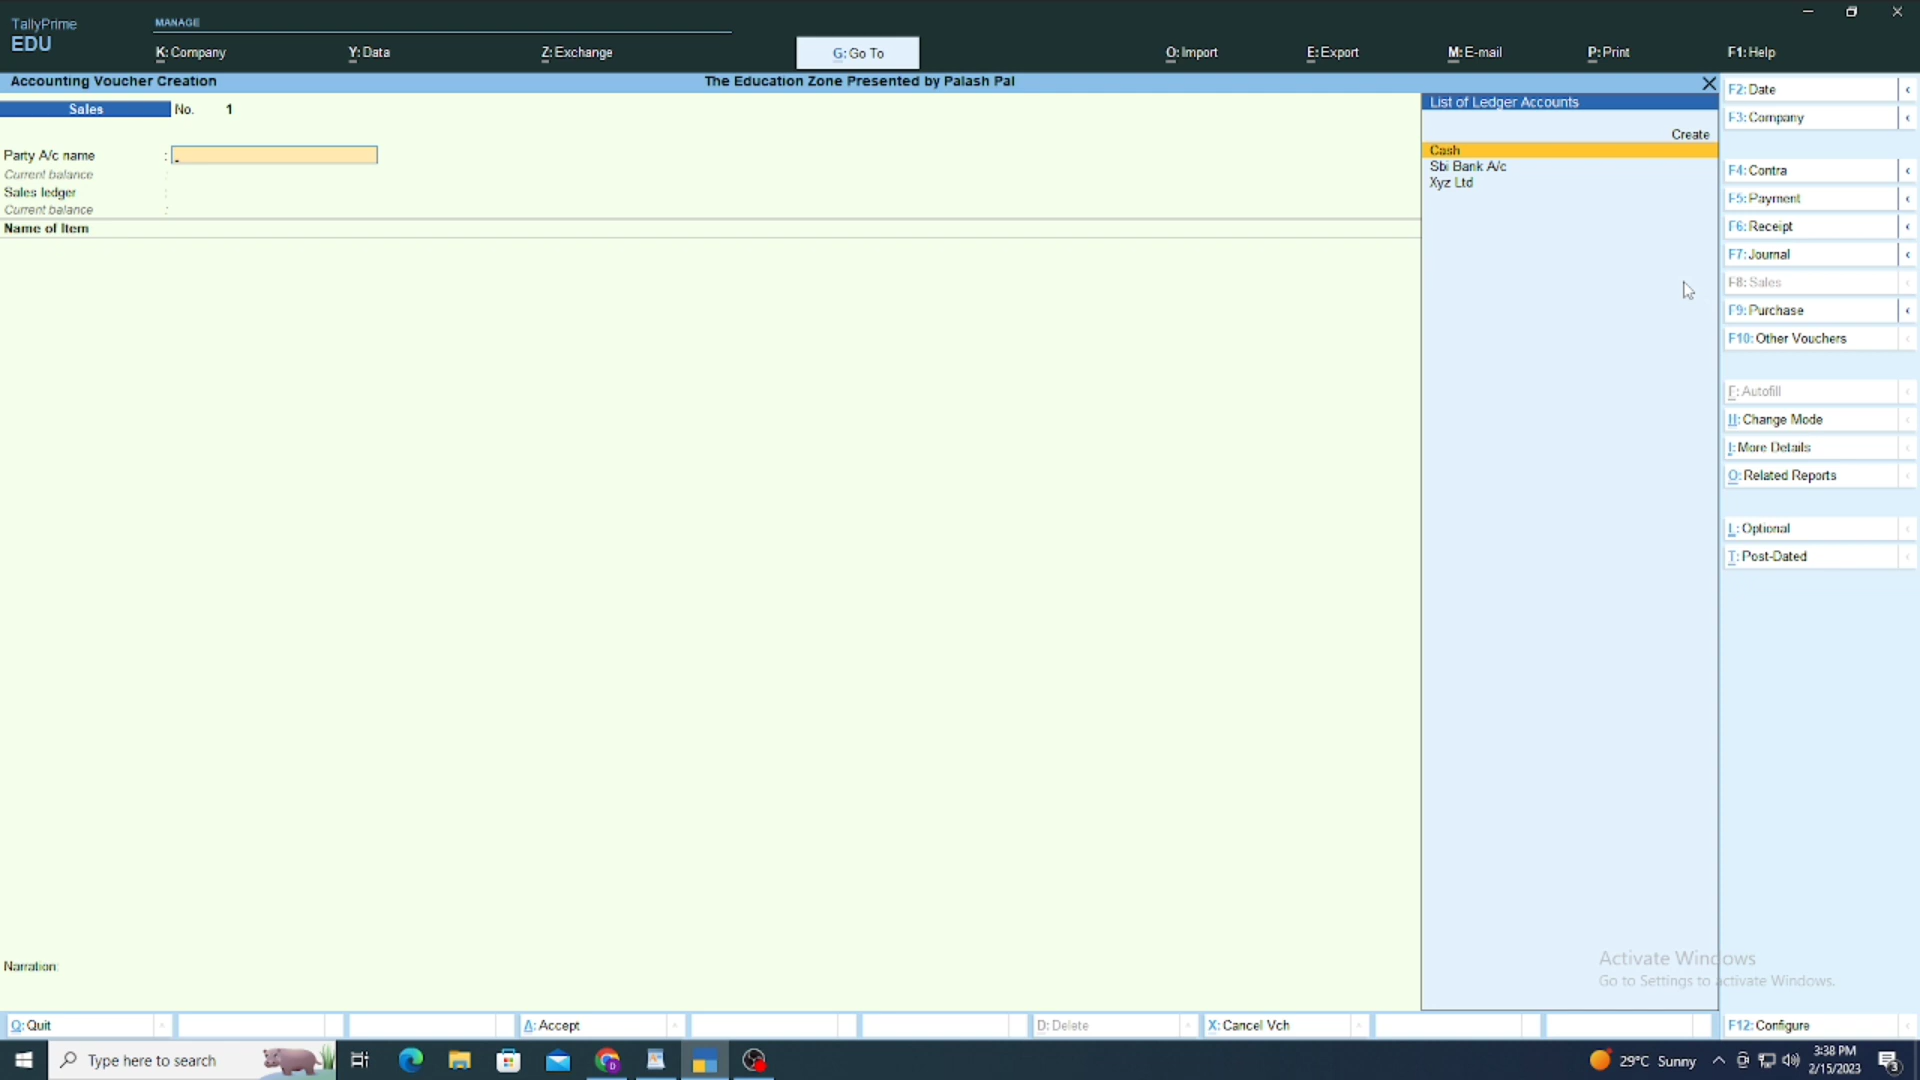 TallyPrime
EDU
MANAGE
K: Company
Y: Data
Z: Exchange
G: Go To
O: Import
E: Export
M: E-mail
P: Print
F1: Help
Accounting Voucher Creation
The Education Zone Presented by Palash Pal
Sales No. 1
Party A/c name :
Current balance :
Sales ledger :
Current balance :
Name of Item
Narration:
List of Ledger Accounts
Create
Cash
Sbi Bank A/c
Xyz Ltd
F2: Date
F3: Company
F4: Contra
F5: Payment
F6: Receipt
F7: Journal
F8: Sales
F9: Purchase
F10: Other Vouchers
F: Autofill
H: Change Mode
I: More Details
O: Related Reports
L: Optional
T: Post-Dated
Activate Windows
Go to Settings to activate Windows.
Q: Quit
A: Accept
D: Delete
X: Cancel Vch
F12: Configure
Type here to search
29°C Sunny
3:38 PM
2/15/2023
3